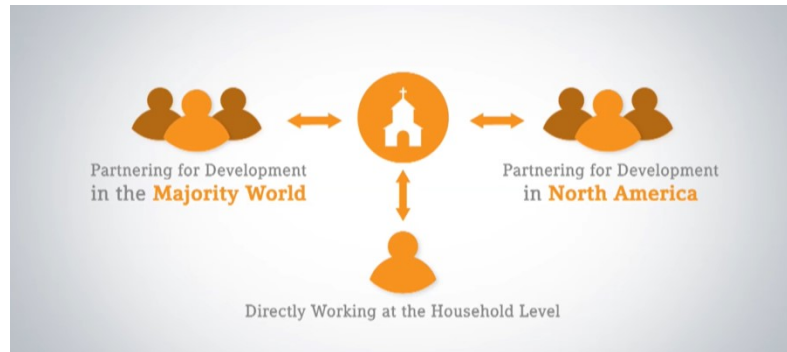 Partnering for Development
in the Majority World
Partnering for Development
in North America
Directly Working at the Household Level